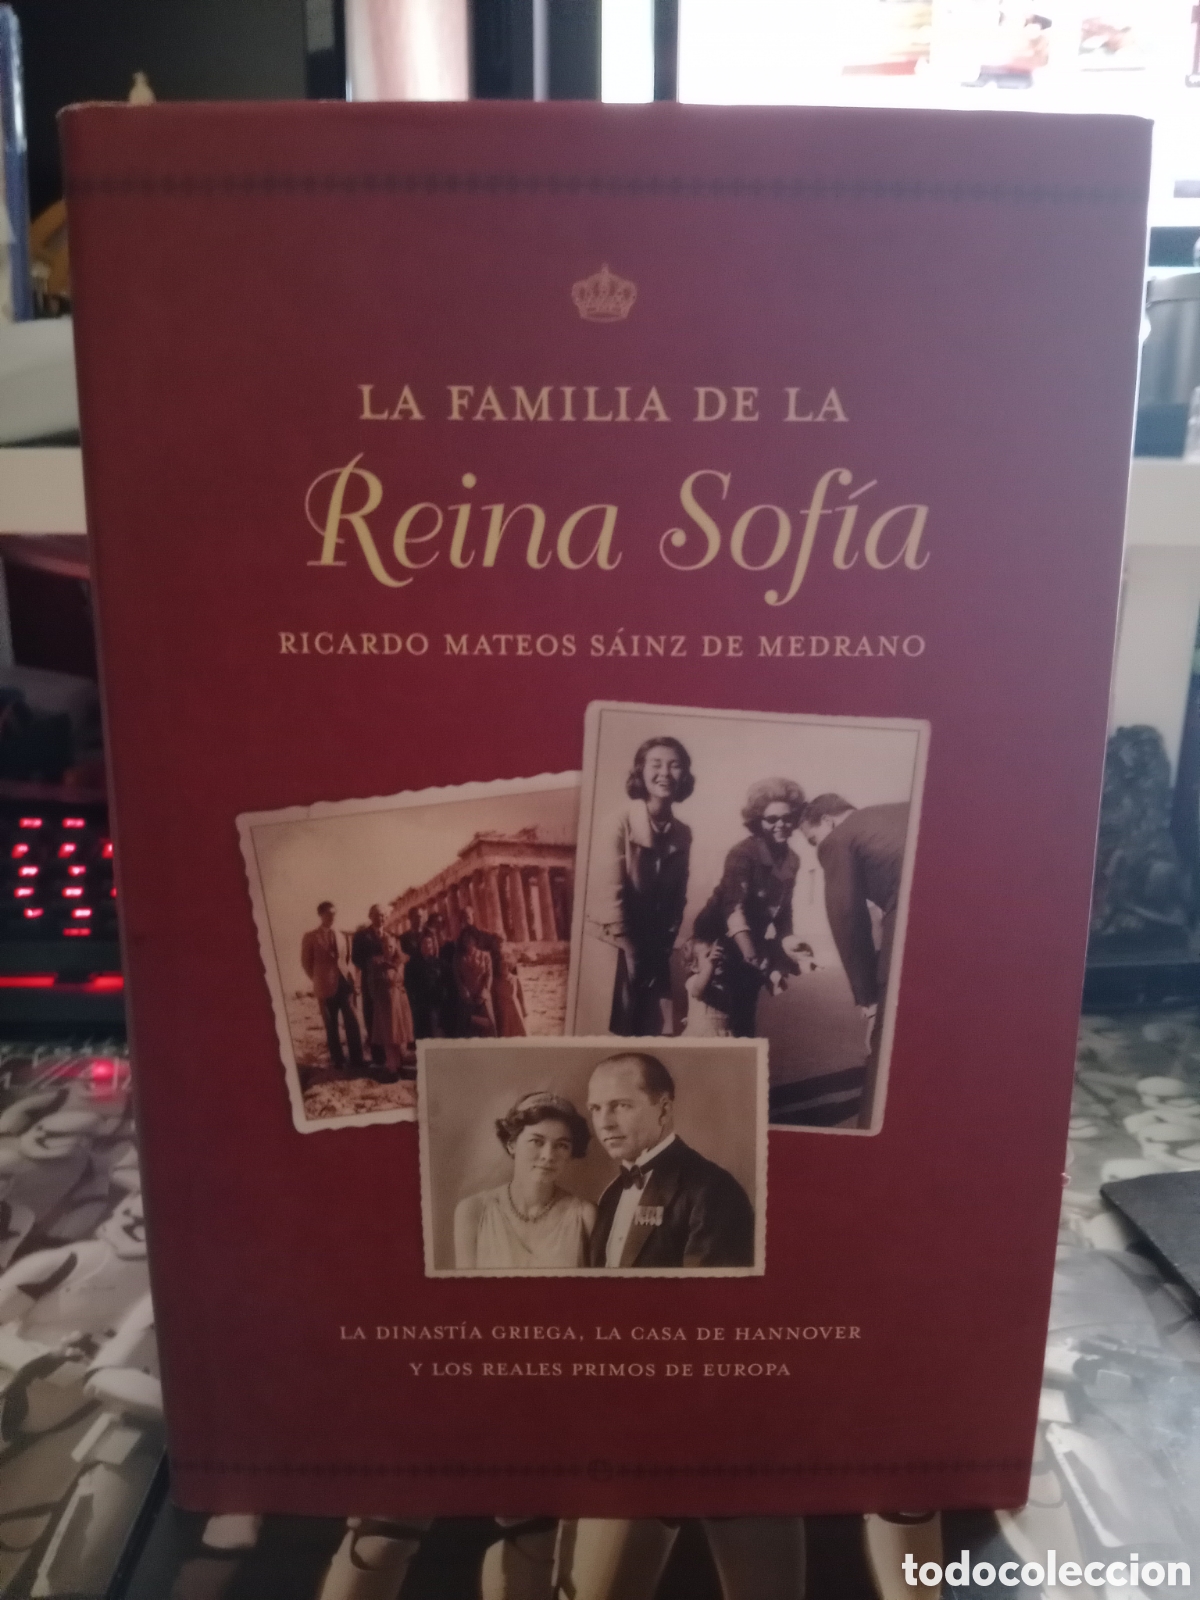 LA FAMILIA DE LA
Reina Sofía
RICARDO MATEOS SÁINZ DE MEDRANO
LA DINASTÍA GRIEGA, LA CASA DE HANNOVER
Y LOS REALES PRIMOS DE EUROPA
todocoleccion